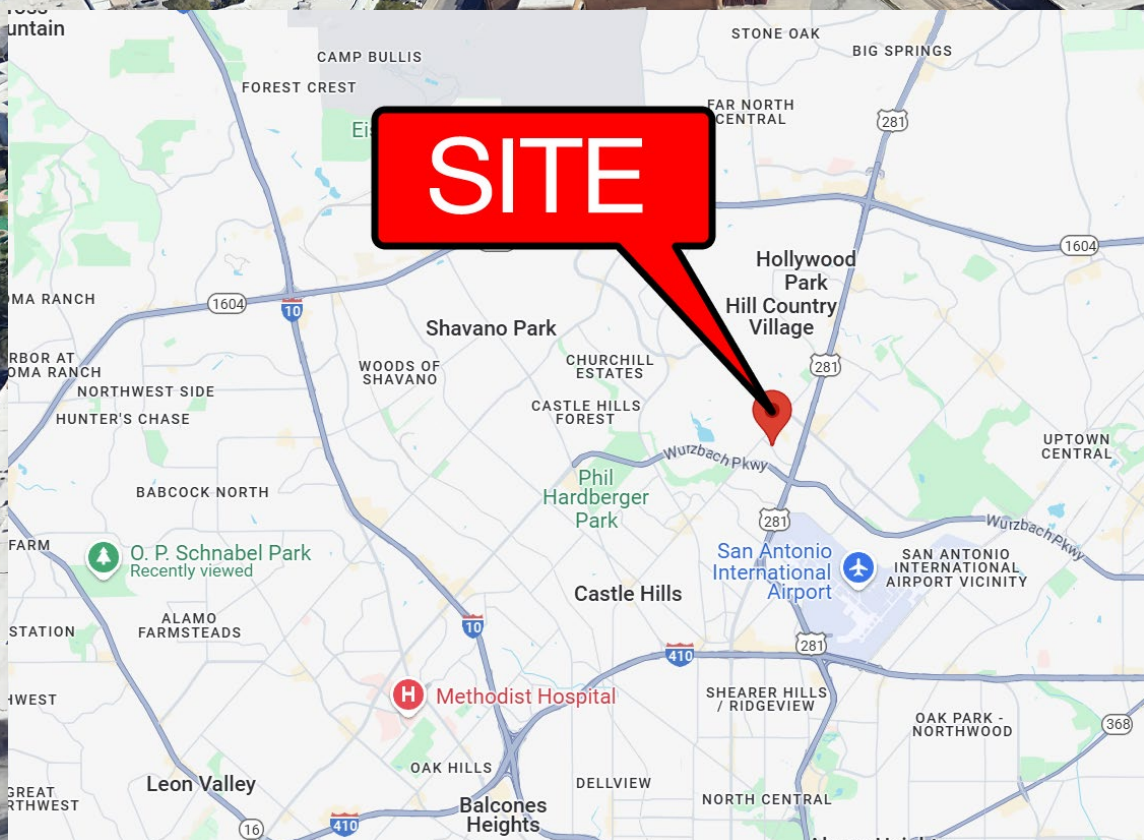 untain
CAMP BULLIS
STONE OAK
BIG SPRINGS
FOREST CREST
FAR NORTH
CENTRAL
281
SITE
1604
Hollywood
Park
Hill Country
Village
OMA RANCH
1604
10
Shavano Park
281
RBOR AT
OMA RANCH
WOODS OF
SHAVANO
CHURCHILL
ESTATES
NORTHWEST SIDE
HUNTER'S CHASE
CASTLE HILLS
FOREST
UPTOWN
CENTRAL
Wurzbach Pkwy
BABCOCK NORTH
Phil
Hardberger
Park
281
Wurzbach Pkwy
FARM
O. P. Schnabel Park
Recently viewed
San Antonio
International
Airport
SAN ANTONIO
INTERNATIONAL
AIRPORT VICINITY
Castle Hills
ALAMO
FARMSTEADS
STATION
10
410
281
HWEST
H
Methodist Hospital
SHEARER HILLS
/ RIDGEVIEW
OAK PARK -
NORTHWOOD
368
OAK HILLS
Leon Valley
DELLVIEW
NORTH CENTRAL
GREAT
RTHWEST
Balcones
Heights
16
410